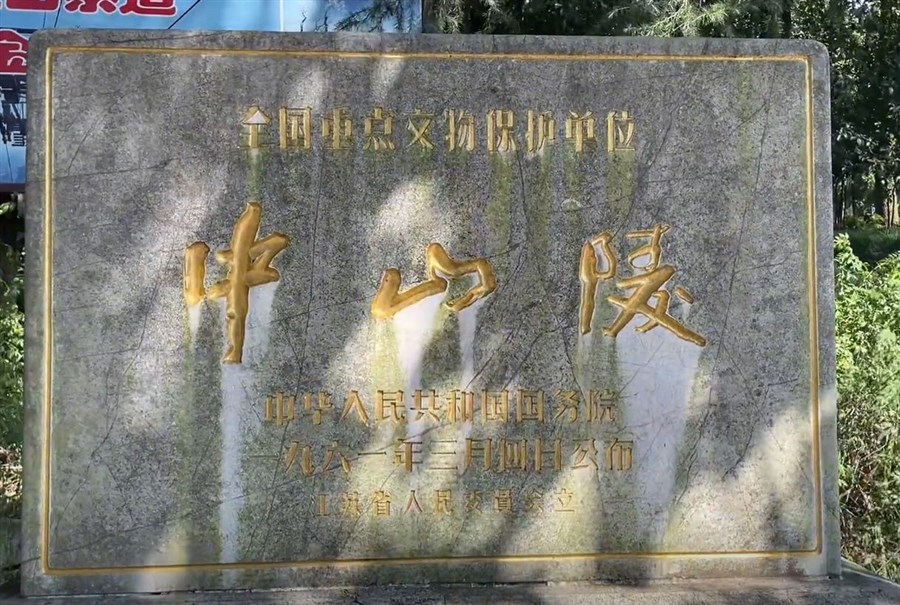 全国重点文物保护单位
中山陵
中华人民共和国国务院
一九六一年三月四日公布
江苏省人民委员会立